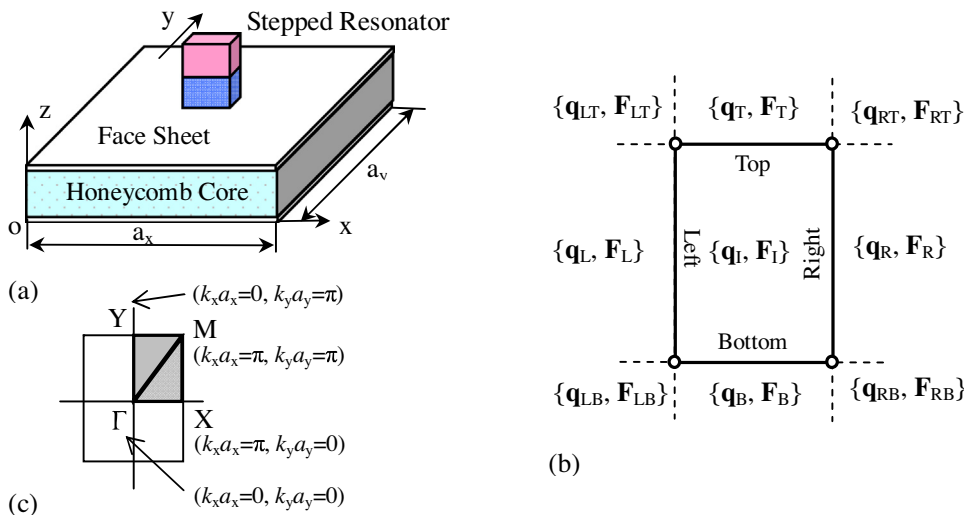 y
Stepped Resonator
z
Face Sheet
Honeycomb Core
a_y
o
a_x
x
(a)
{q_LT, F_LT}
{q_T, F_T}
{q_RT, F_RT}
Top
{q_L, F_L}
Left
{q_I, F_I}
Right
{q_R, F_R}
Bottom
{q_LB, F_LB}
{q_B, F_B}
{q_RB, F_RB}
(b)
(k_x a_x=0, k_y a_y=π)
Y
M
(k_x a_x=π, k_y a_y=π)
Γ
X
(k_x a_x=π, k_y a_y=0)
(k_x a_x=0, k_y a_y=0)
(c)